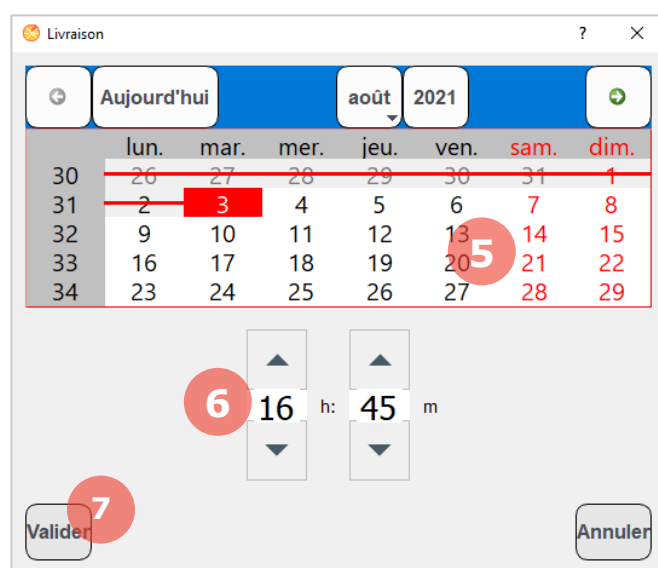 Livraison ? ×
Aujourd'hui août 2021
lun. mar. mer. jeu. ven. sam. dim.
30 26 27 28 29 30 31 1
31 2 3 4 5 6 7 8
32 9 10 11 12 13 14 15
33 16 17 18 19 20 21 22
34 23 24 25 26 27 28 29
5
6 16 h: 45 m
7
Valider Annuler